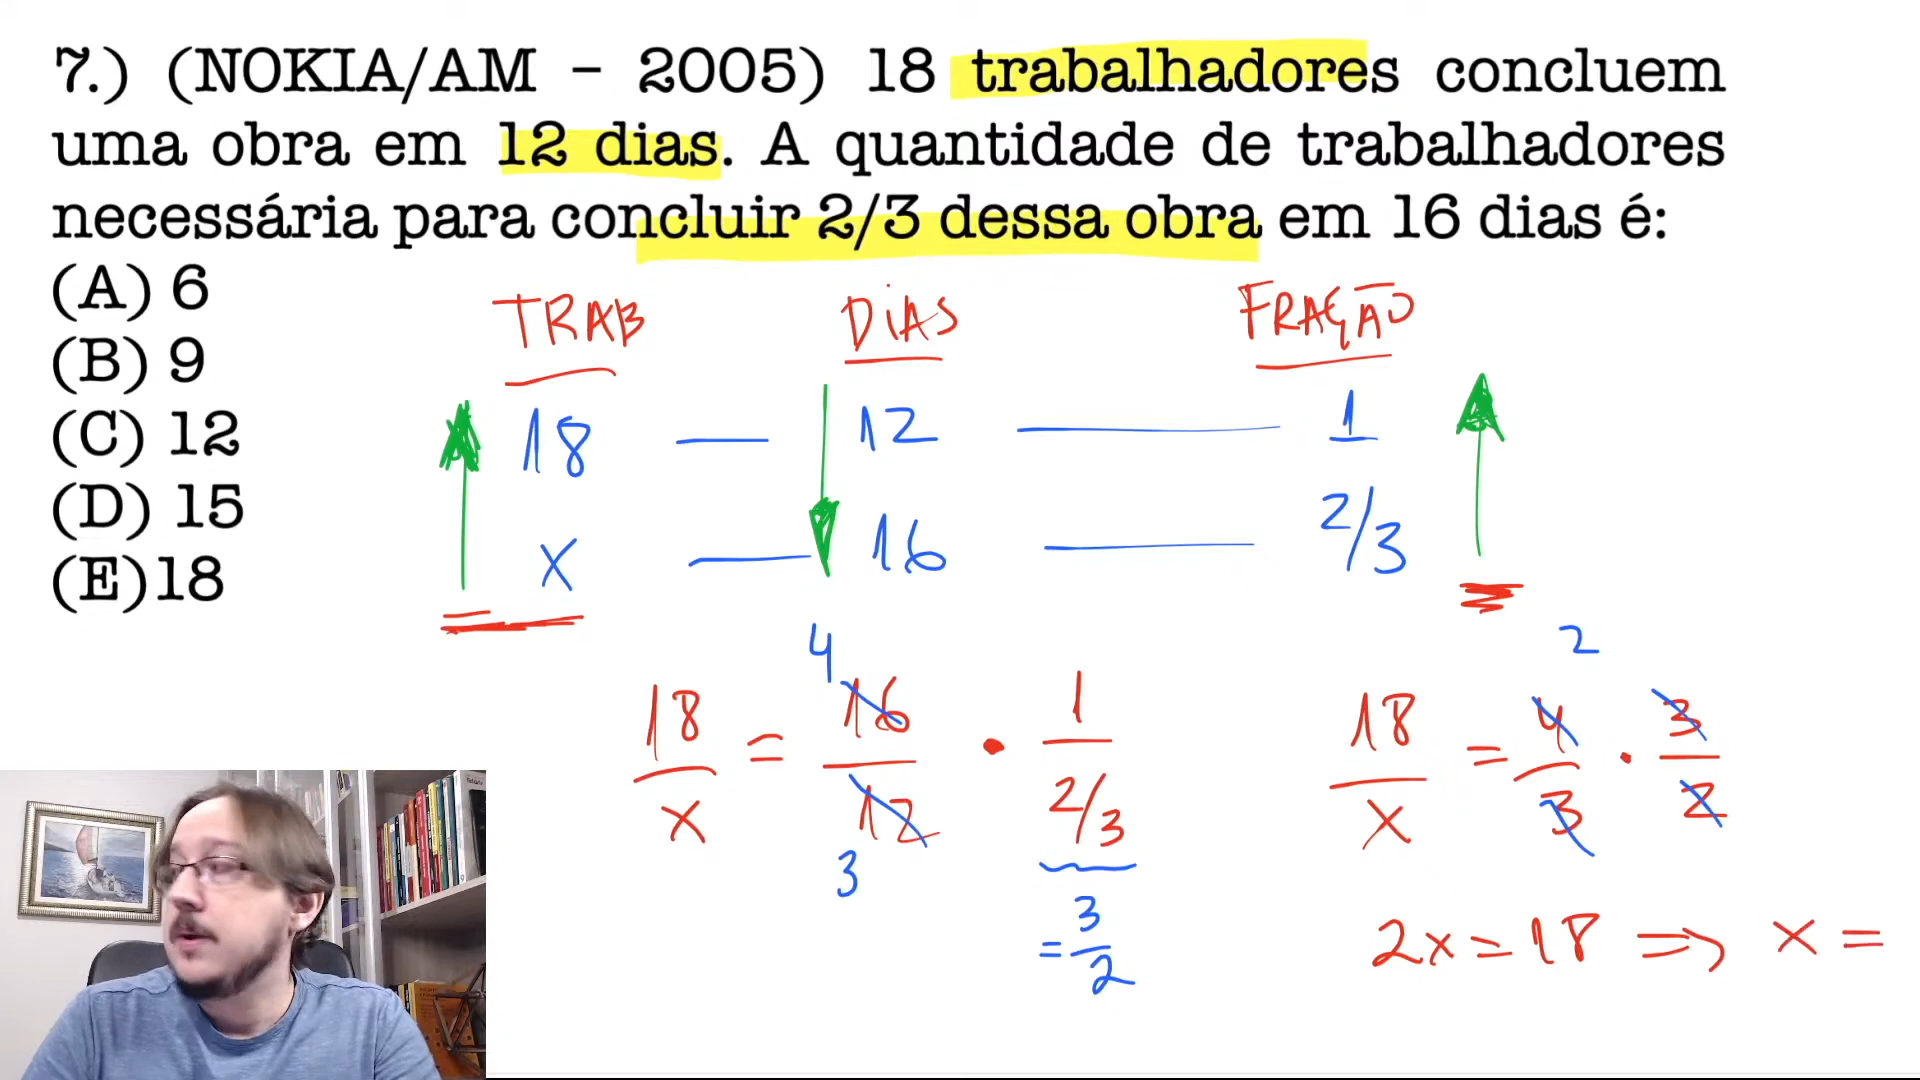 7.) (NOKIA/AM – 2005) 18 trabalhadores concluem
uma obra em 12 dias. A quantidade de trabalhadores
necessária para concluir 2/3 dessa obra em 16 dias é:
(A) 6
(B) 9
(C) 12
(D) 15
(E)18
TRAB DIAS FRAÇÃO
18 — 12 — 1
x — 16 — 2/3
4 2
18/x = 16/12 · 1/2/3 18/x = 4/3 · 3/2
3
= 3/2
2x = 18 => x =